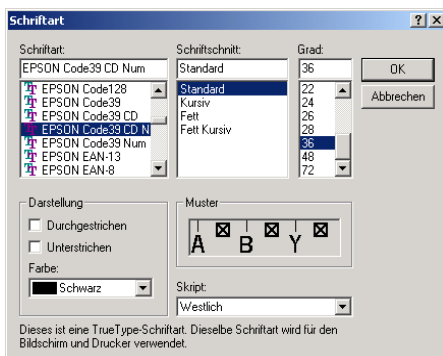 Schriftart
Schriftart: Schriftschnitt: Grad:
EPSON Code39 CD Num Standard 36 OK
EPSON Code128 Standard 22 Abbrechen
EPSON Code39 Kursiv 24
EPSON Code39 CD Fett 26
EPSON Code39 CD N Fett Kursiv 28
EPSON Code39 Num 36
EPSON EAN-13 48
EPSON EAN-8 72
Darstellung Muster
Durchgestrichen
Unterstrichen
A B Y
Farbe:
Schwarz
Skript:
Westlich
Dieses ist eine TrueType-Schriftart. Dieselbe Schriftart wird für den
Bildschirm und Drucker verwendet.